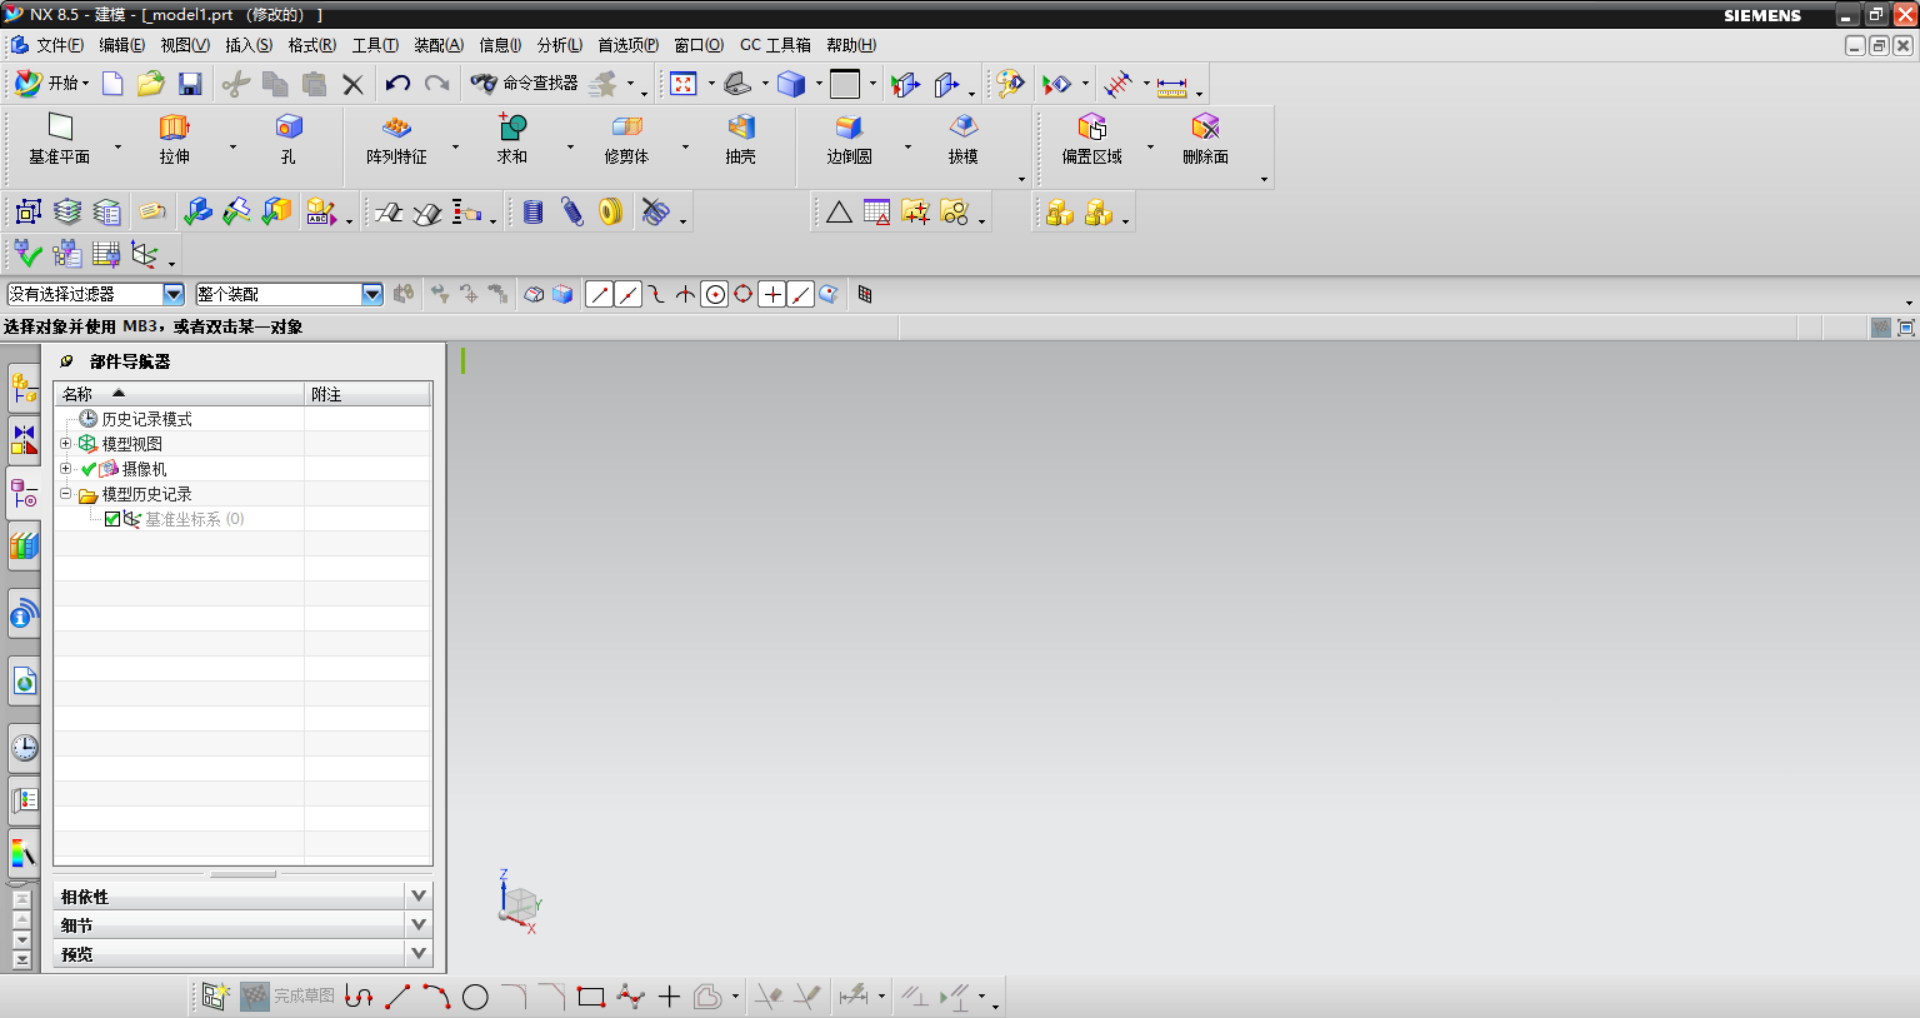 NX 8.5 - 建模 - [_model1.prt （修改的） ]
SIEMENS
文件(F) 编辑(E) 视图(V) 插入(S) 格式(R) 工具(T) 装配(A) 信息(I) 分析(L) 首选项(P) 窗口(O) GC 工具箱 帮助(H)
开始 命令查找器
基准平面 拉伸 孔 阵列特征 求和 修剪体 抽壳 边倒圆 拔模 偏置区域 删除面
ABC
没有选择过滤器 整个装配
选择对象并使用 MB3，或者双击某一对象
部件导航器
名称 附注
历史记录模式
模型视图
摄像机
模型历史记录
基准坐标系 (0)
相依性
细节
预览
Z
Y
X
完成草图